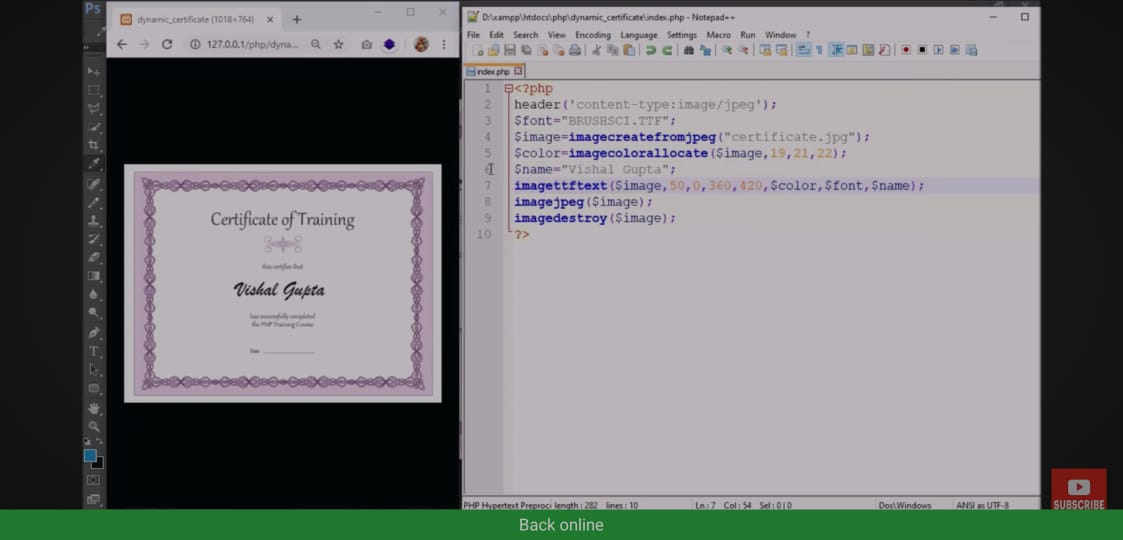 Ps
dynamic_certificate (1018×764)
127.0.0.1/php/dyna...
Certificate of Training
this certifies that
Vishal Gupta
has successfully completed
the PHP Training Course
Date
D:\xampp\htdocs\php\dynamic_certificate\index.php - Notepad++
File Edit Search View Encoding Language Settings Macro Run Window ?
index.php
1 <?php
2 header('content-type:image/jpeg');
3 $font="BRUSHSCI.TTF";
4 $image=imagecreatefromjpeg("certificate.jpg");
5 $color=imagecolorallocate($image,19,21,22);
6 $name="Vishal Gupta";
7 imagettftext($image,50,0,360,420,$color,$font,$name);
8 imagejpeg($image);
9 imagedestroy($image);
10 ?>
PHP Hypertext Preproc length : 282 lines : 10 Ln : 7 Col : 54 Sel : 0 | 0 Dos\Windows ANSI as UTF-8
SUBSCRIBE
Back online